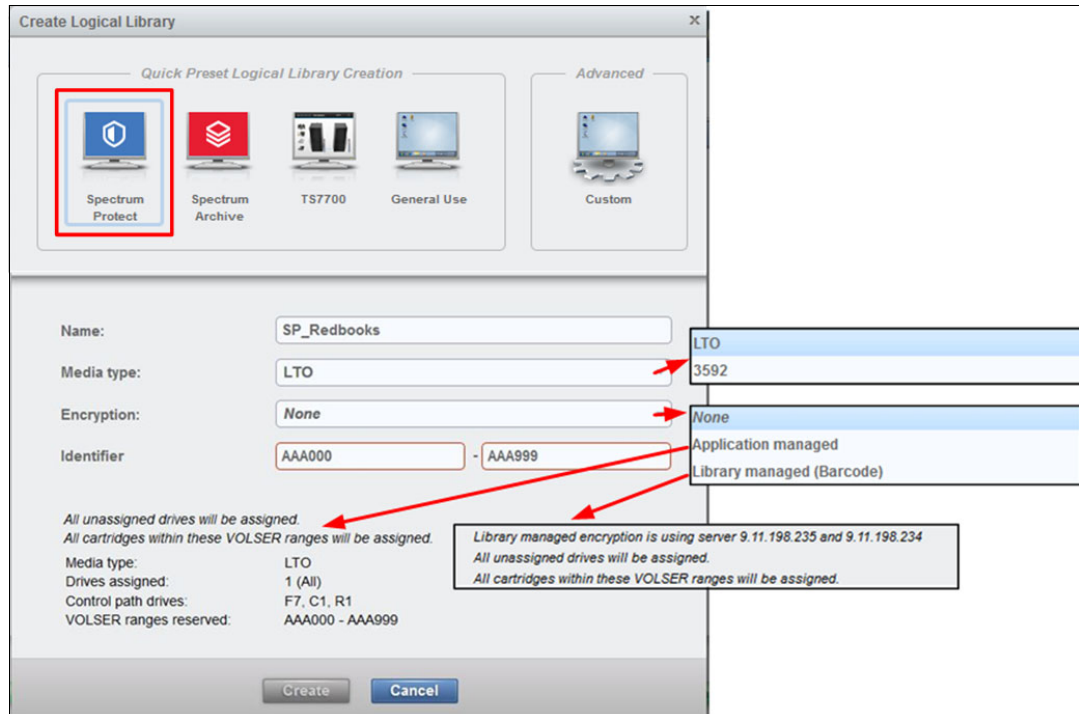 Create Logical Library x
Quick Preset Logical Library Creation
Advanced
Spectrum
Protect
Spectrum
Archive
TS7700
General Use
Custom
Name: SP_Redbooks
Media type: LTO
LTO
3592
Encryption: None
None
Application managed
Library managed (Barcode)
Identifier AAA000 - AAA999
All unassigned drives will be assigned.
All cartridges within these VOLSER ranges will be assigned.
Media type: LTO
Drives assigned: 1 (All)
Control path drives: F7, C1, R1
VOLSER ranges reserved: AAA000 - AAA999
Library managed encryption is using server 9.11.198.235 and 9.11.198.234
All unassigned drives will be assigned.
All cartridges within these VOLSER ranges will be assigned.
Create Cancel